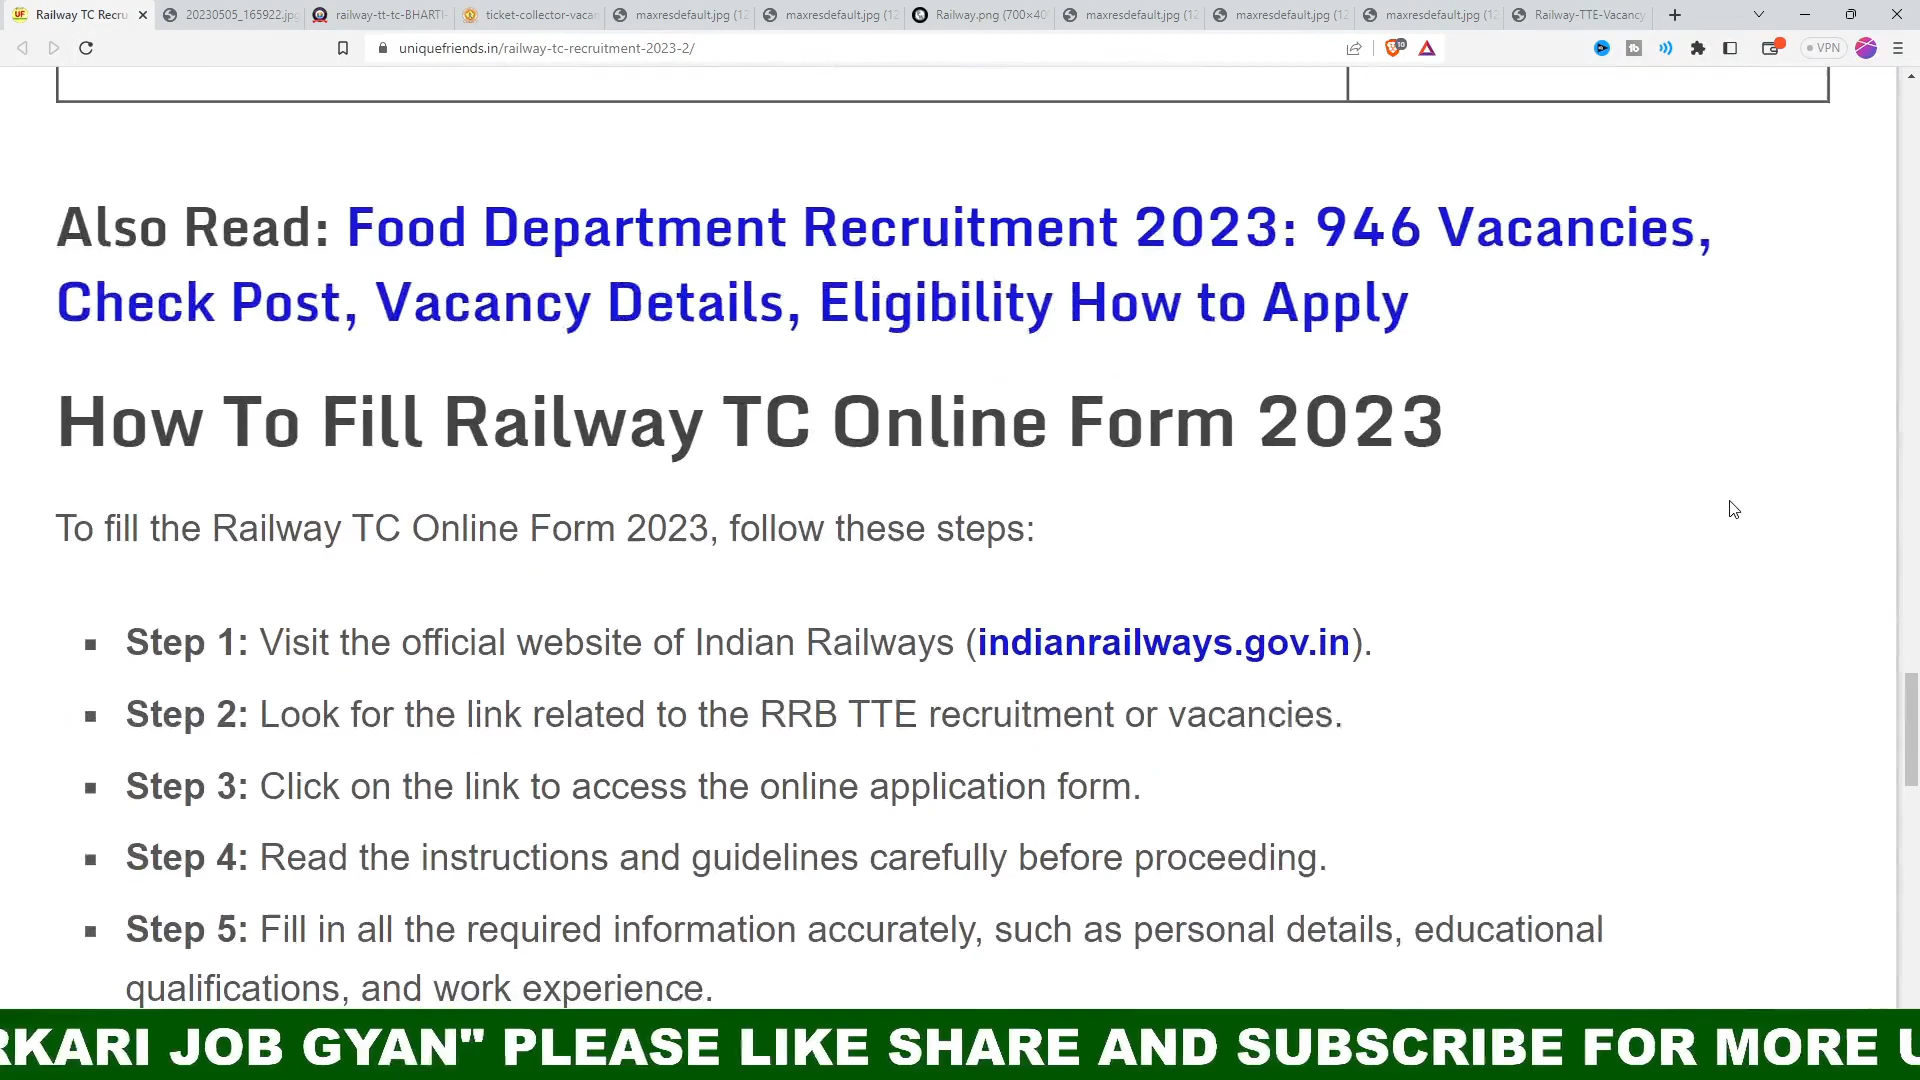 Railway TC Recru
20230505_165922.jpg
railway-tt-tc-BHARTI-
ticket-collector-vacan
maxresdefault.jpg (12
maxresdefault.jpg (12
Railway.png (700×40
maxresdefault.jpg (12
maxresdefault.jpg (12
maxresdefault.jpg (12
Railway-TTE-Vacancy
uniquefriends.in/railway-tc-recruitment-2023-2/
10
VPN
Also Read: Food Department Recruitment 2023: 946 Vacancies,
Check Post, Vacancy Details, Eligibility How to Apply
How To Fill Railway TC Online Form 2023
To fill the Railway TC Online Form 2023, follow these steps:
▪ Step 1: Visit the official website of Indian Railways (indianrailways.gov.in).
▪ Step 2: Look for the link related to the RRB TTE recruitment or vacancies.
▪ Step 3: Click on the link to access the online application form.
▪ Step 4: Read the instructions and guidelines carefully before proceeding.
▪ Step 5: Fill in all the required information accurately, such as personal details, educational
qualifications, and work experience.
RKARI JOB GYAN" PLEASE LIKE SHARE AND SUBSCRIBE FOR MORE U